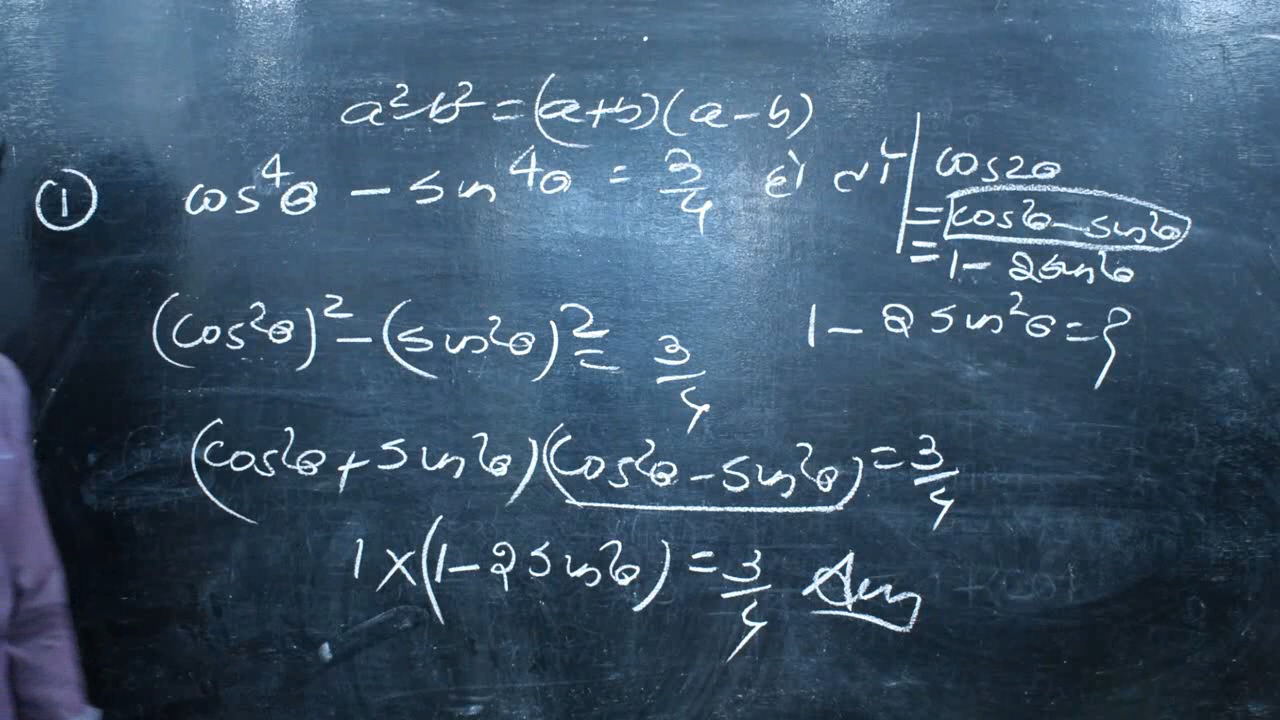 a²-b² = (a+b)(a-b)
① cos⁴θ - sin⁴θ = 3/4 हो तो
cos2θ
= cos²θ - sin²θ
= 1 - 2sin²θ
1 - 2sin²θ = ?
(cos²θ)² - (sin²θ)² = 3/4
(cos²θ + sin²θ)(cos²θ - sin²θ) = 3/4
1×(1 - 2sin²θ) = 3/4 Ans